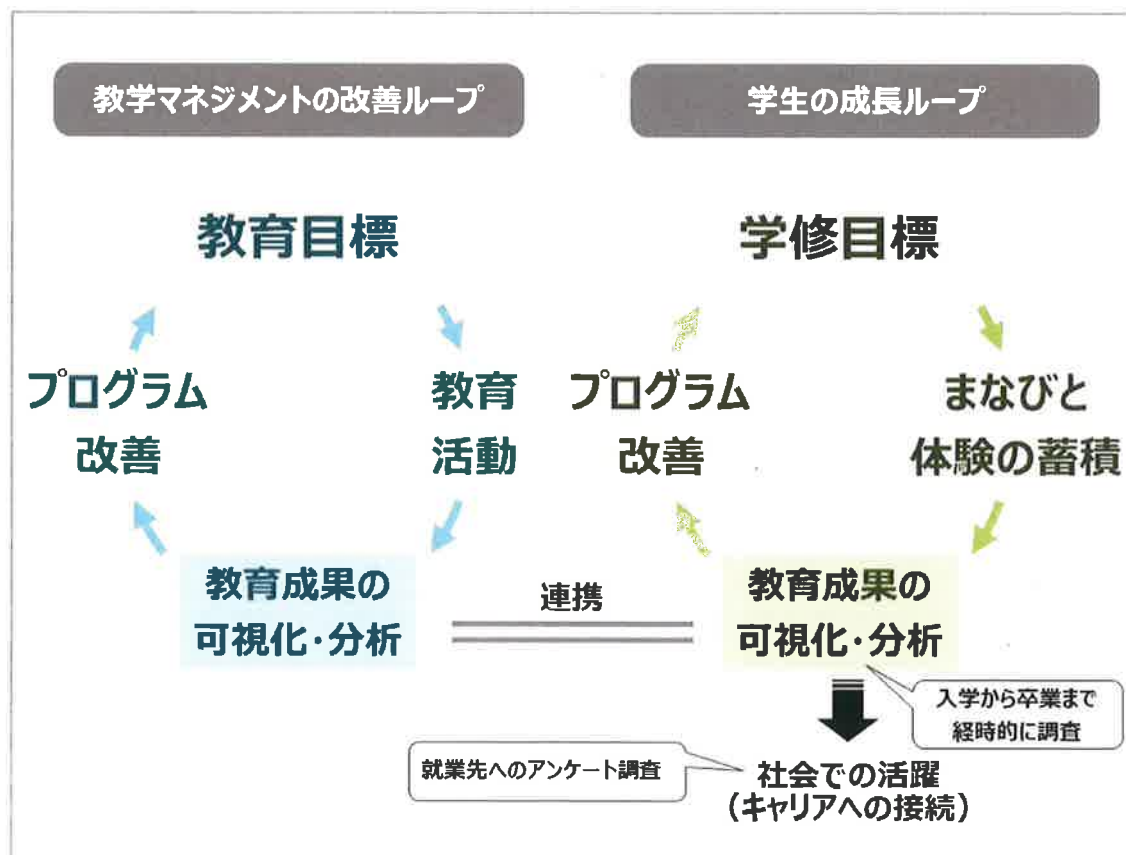 教学マネジメントの改善ループ
学生の成長ループ
教育目標
学修目標
プログラム
改善
教育
活動
プログラム
改善
まなびと
体験の蓄積
教育成果の
可視化・分析
連携
教育成果の
可視化・分析
入学から卒業まで
経時的に調査
就業先へのアンケート調査
社会での活躍
（キャリアへの接続）